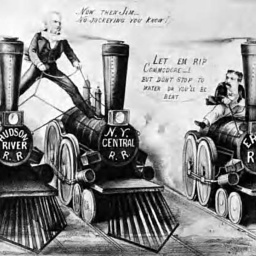 NOW THEN JIM—
NO JOCKEYING YOU KNOW!
LET EM RIP
COMMODORE—!
BUT DON'T STOP TO
WATER OR YOU'LL BE
BEAT.
HUDSON
RIVER
R.R.
N.Y.
CENTRAL
R.R.
R